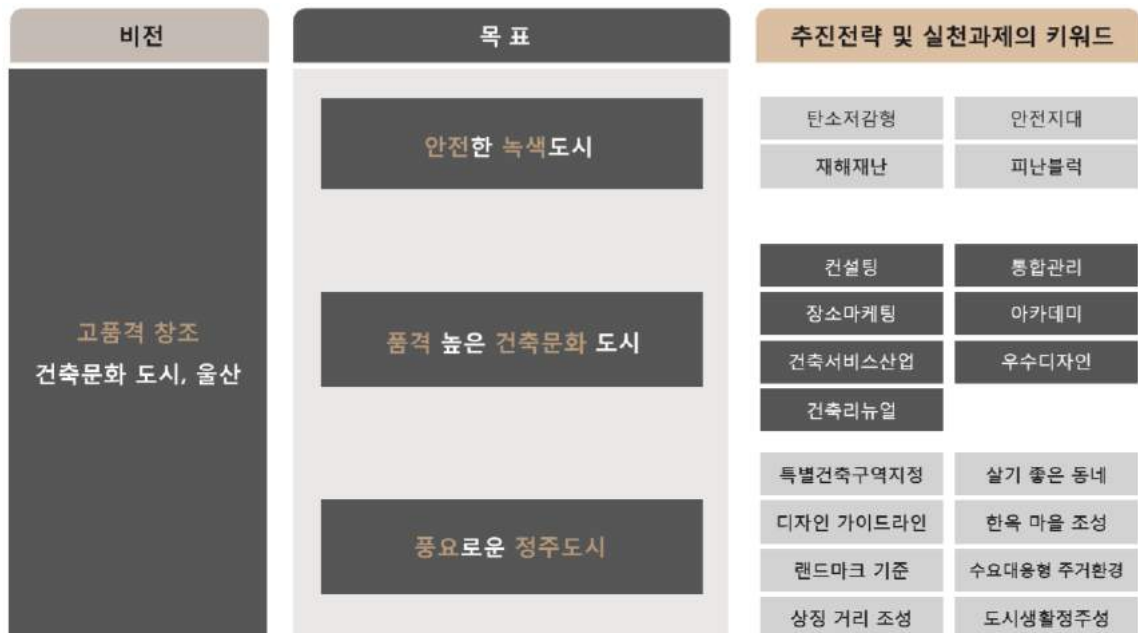 비전
목 표
추진전략 및 실천과제의 키워드
고품격 창조
건축문화 도시, 울산
안전한 녹색도시
탄소저감형
안전지대
재해재난
피난블럭
품격 높은 건축문화 도시
컨설팅
통합관리
장소마케팅
아카데미
건축서비스산업
우수디자인
건축리뉴얼
풍요로운 정주도시
특별건축구역지정
살기 좋은 동네
디자인 가이드라인
한옥 마을 조성
랜드마크 기준
수요대응형 주거환경
상징 거리 조성
도시생활정주성